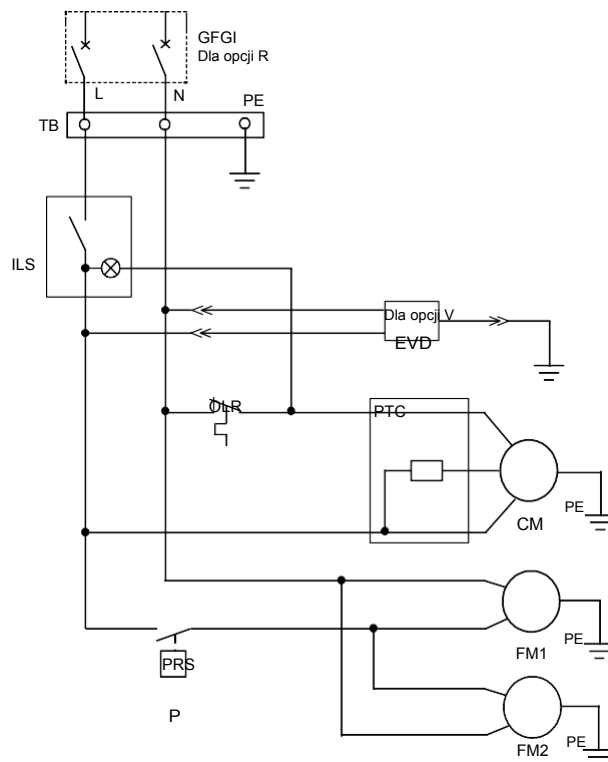 GFGI
Dla opcji R
L
N
PE
TB
ILS
Dla opcji V
EVD
OLR
PTC
CM
PE
FM1
PE
PRS
P
FM2
PE